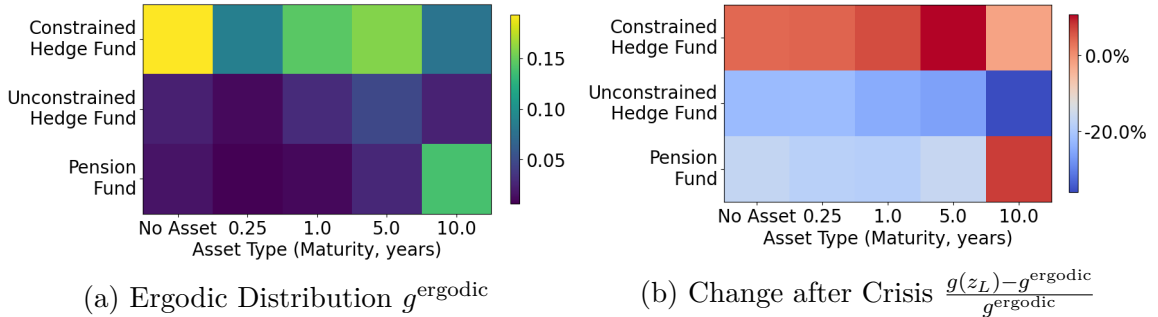 Constrained
Hedge Fund
Unconstrained
Hedge Fund
Pension
Fund
No Asset 0.25 1.0 5.0 10.0
Asset Type (Maturity, years)
0.15
0.10
0.05
(a) Ergodic Distribution g^ergodic
Constrained
Hedge Fund
Unconstrained
Hedge Fund
Pension
Fund
No Asset 0.25 1.0 5.0 10.0
Asset Type (Maturity, years)
0.0%
-20.0%
(b) Change after Crisis \frac{g(z_L)-g^{ergodic}}{g^{ergodic}}